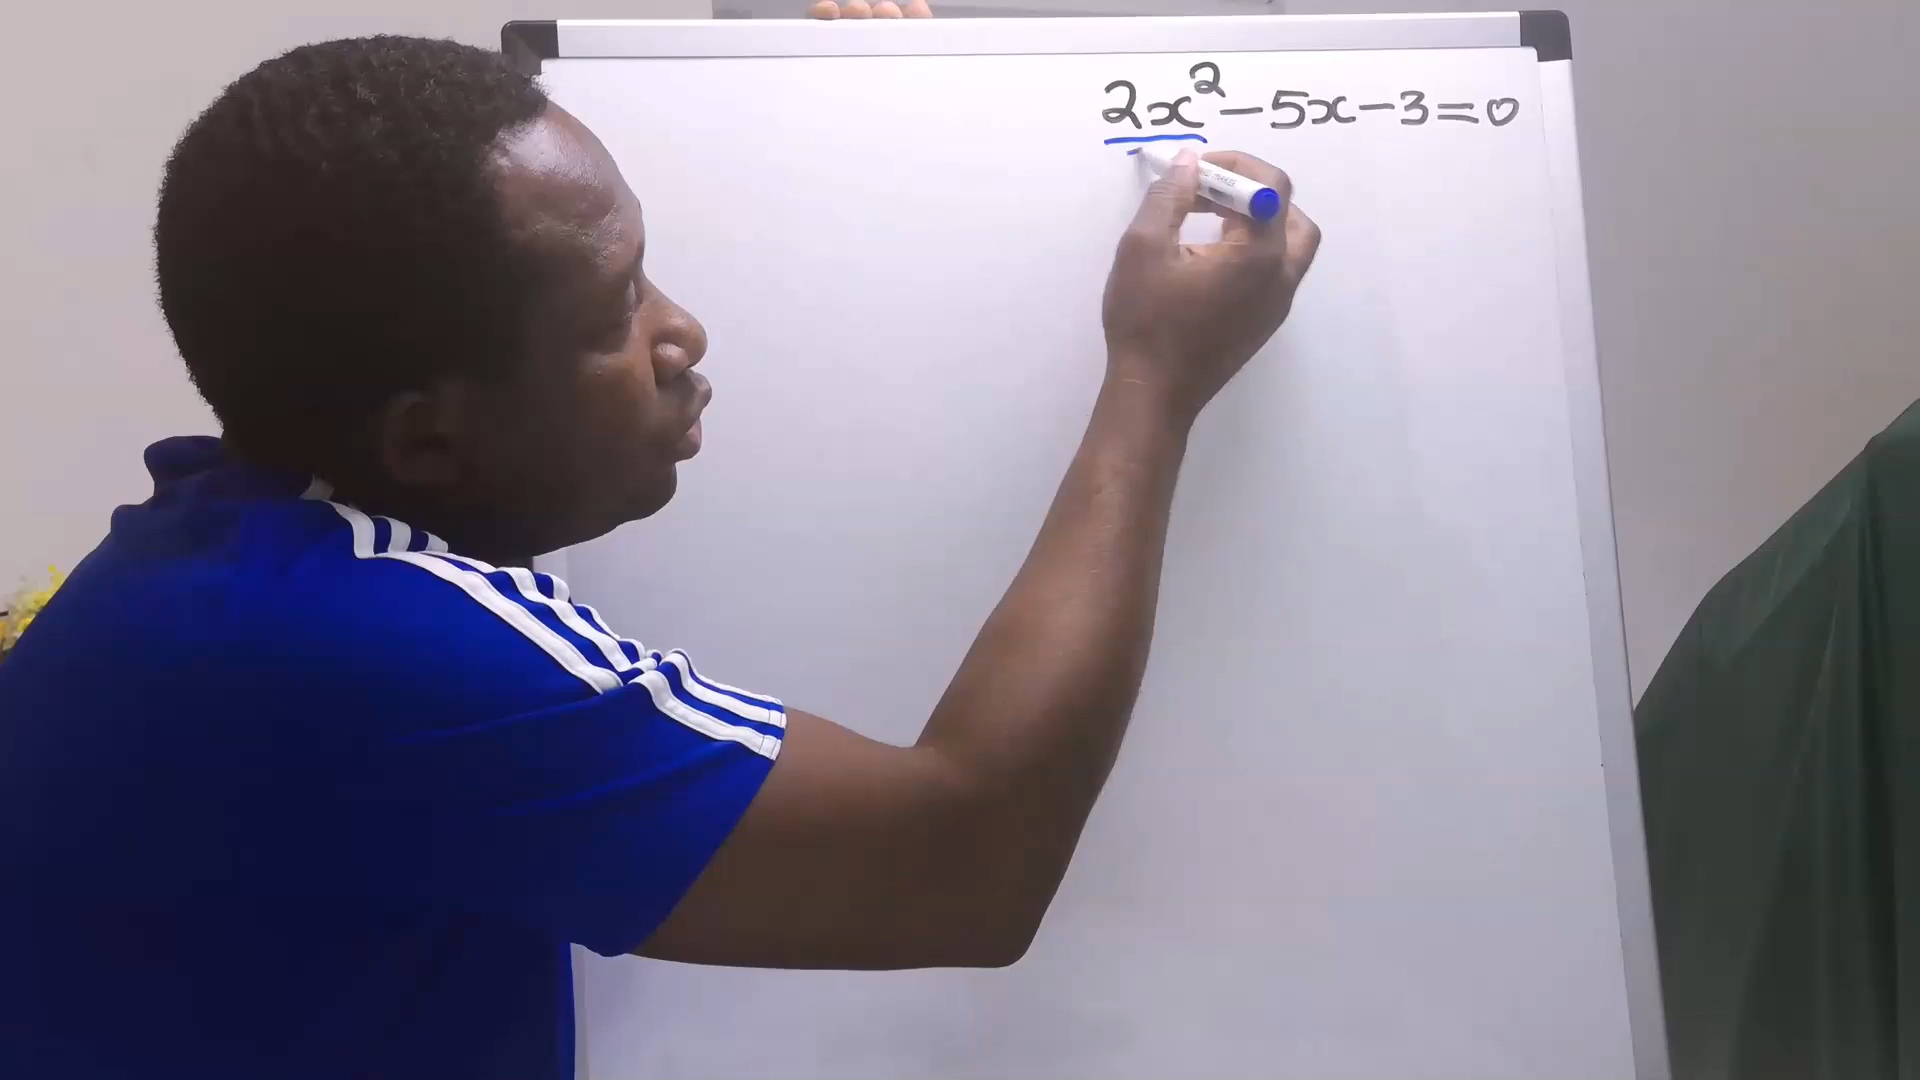 2x² - 5x - 3 = 0